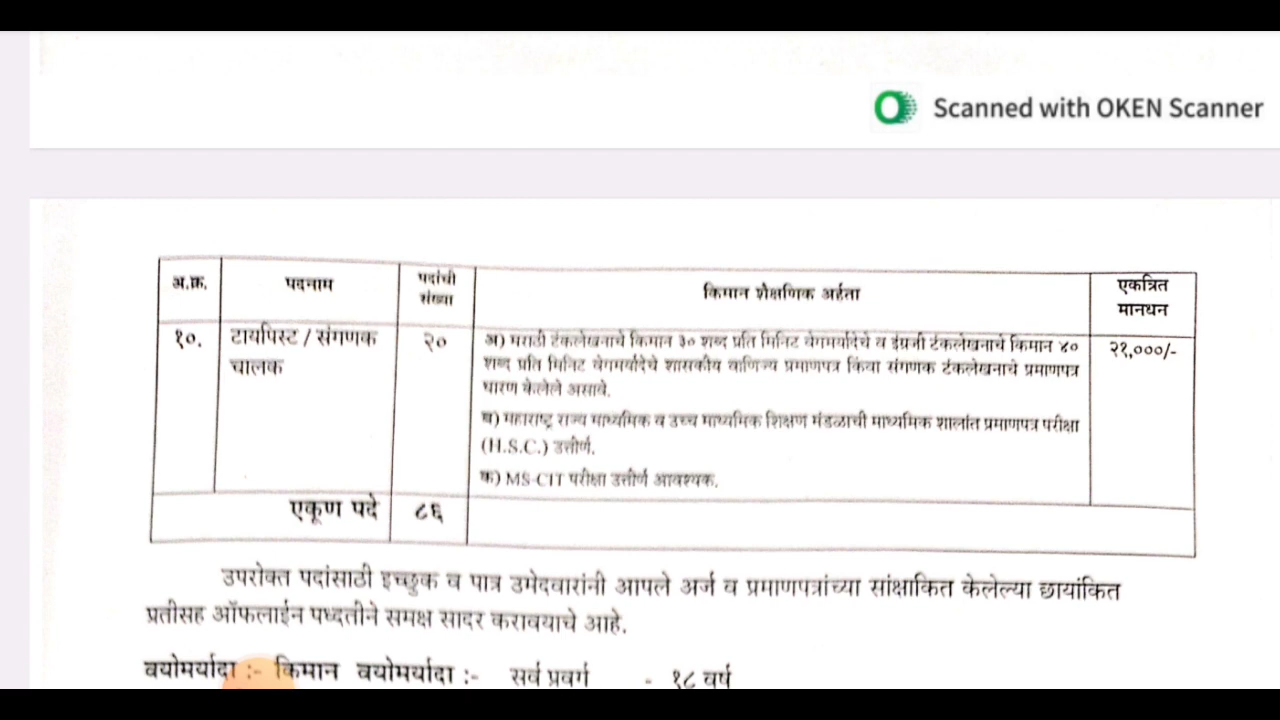 Scanned with OKEN Scanner
अ.क्र.
पदनाम
पदांची
संख्या
किमान शैक्षणिक अर्हता
एकत्रित
मानधन
१०.
टायपिस्ट / संगणक
चालक
२०
अ) मराठी टंकलेखनाचे किमान ३० शब्द प्रति मिनिट वेगमर्यादेचे व इंग्रजी टंकलेखनाचे किमान ४०
शब्द प्रति मिनिट वेगमर्यादेचे शासकीय वाणिज्य प्रमाणपत्र किंवा संगणक टंकलेखनाचे प्रमाणपत्र
धारण केलेले असावे.
ब) महाराष्ट्र राज्य माध्यमिक व उच्च माध्यमिक शिक्षण मंडळाची माध्यमिक शालांत प्रमाणपत्र परीक्षा
(H.S.C.) उत्तीर्ण.
क) MS-CIT परीक्षा उत्तीर्ण आवश्यक.
२१,०००/-
एकूण पदे
८६
उपरोक्त पदांसाठी इच्छुक व पात्र उमेदवारांनी आपले अर्ज व प्रमाणपत्रांच्या सांक्षाकित केलेल्या छायांकित
प्रतीसह ऑफलाईन पध्दतीने समक्ष सादर करावयाचे आहे.
वयोमर्यादा :- किमान वयोमर्यादा :- सर्व प्रवर्ग - १८ वर्ष